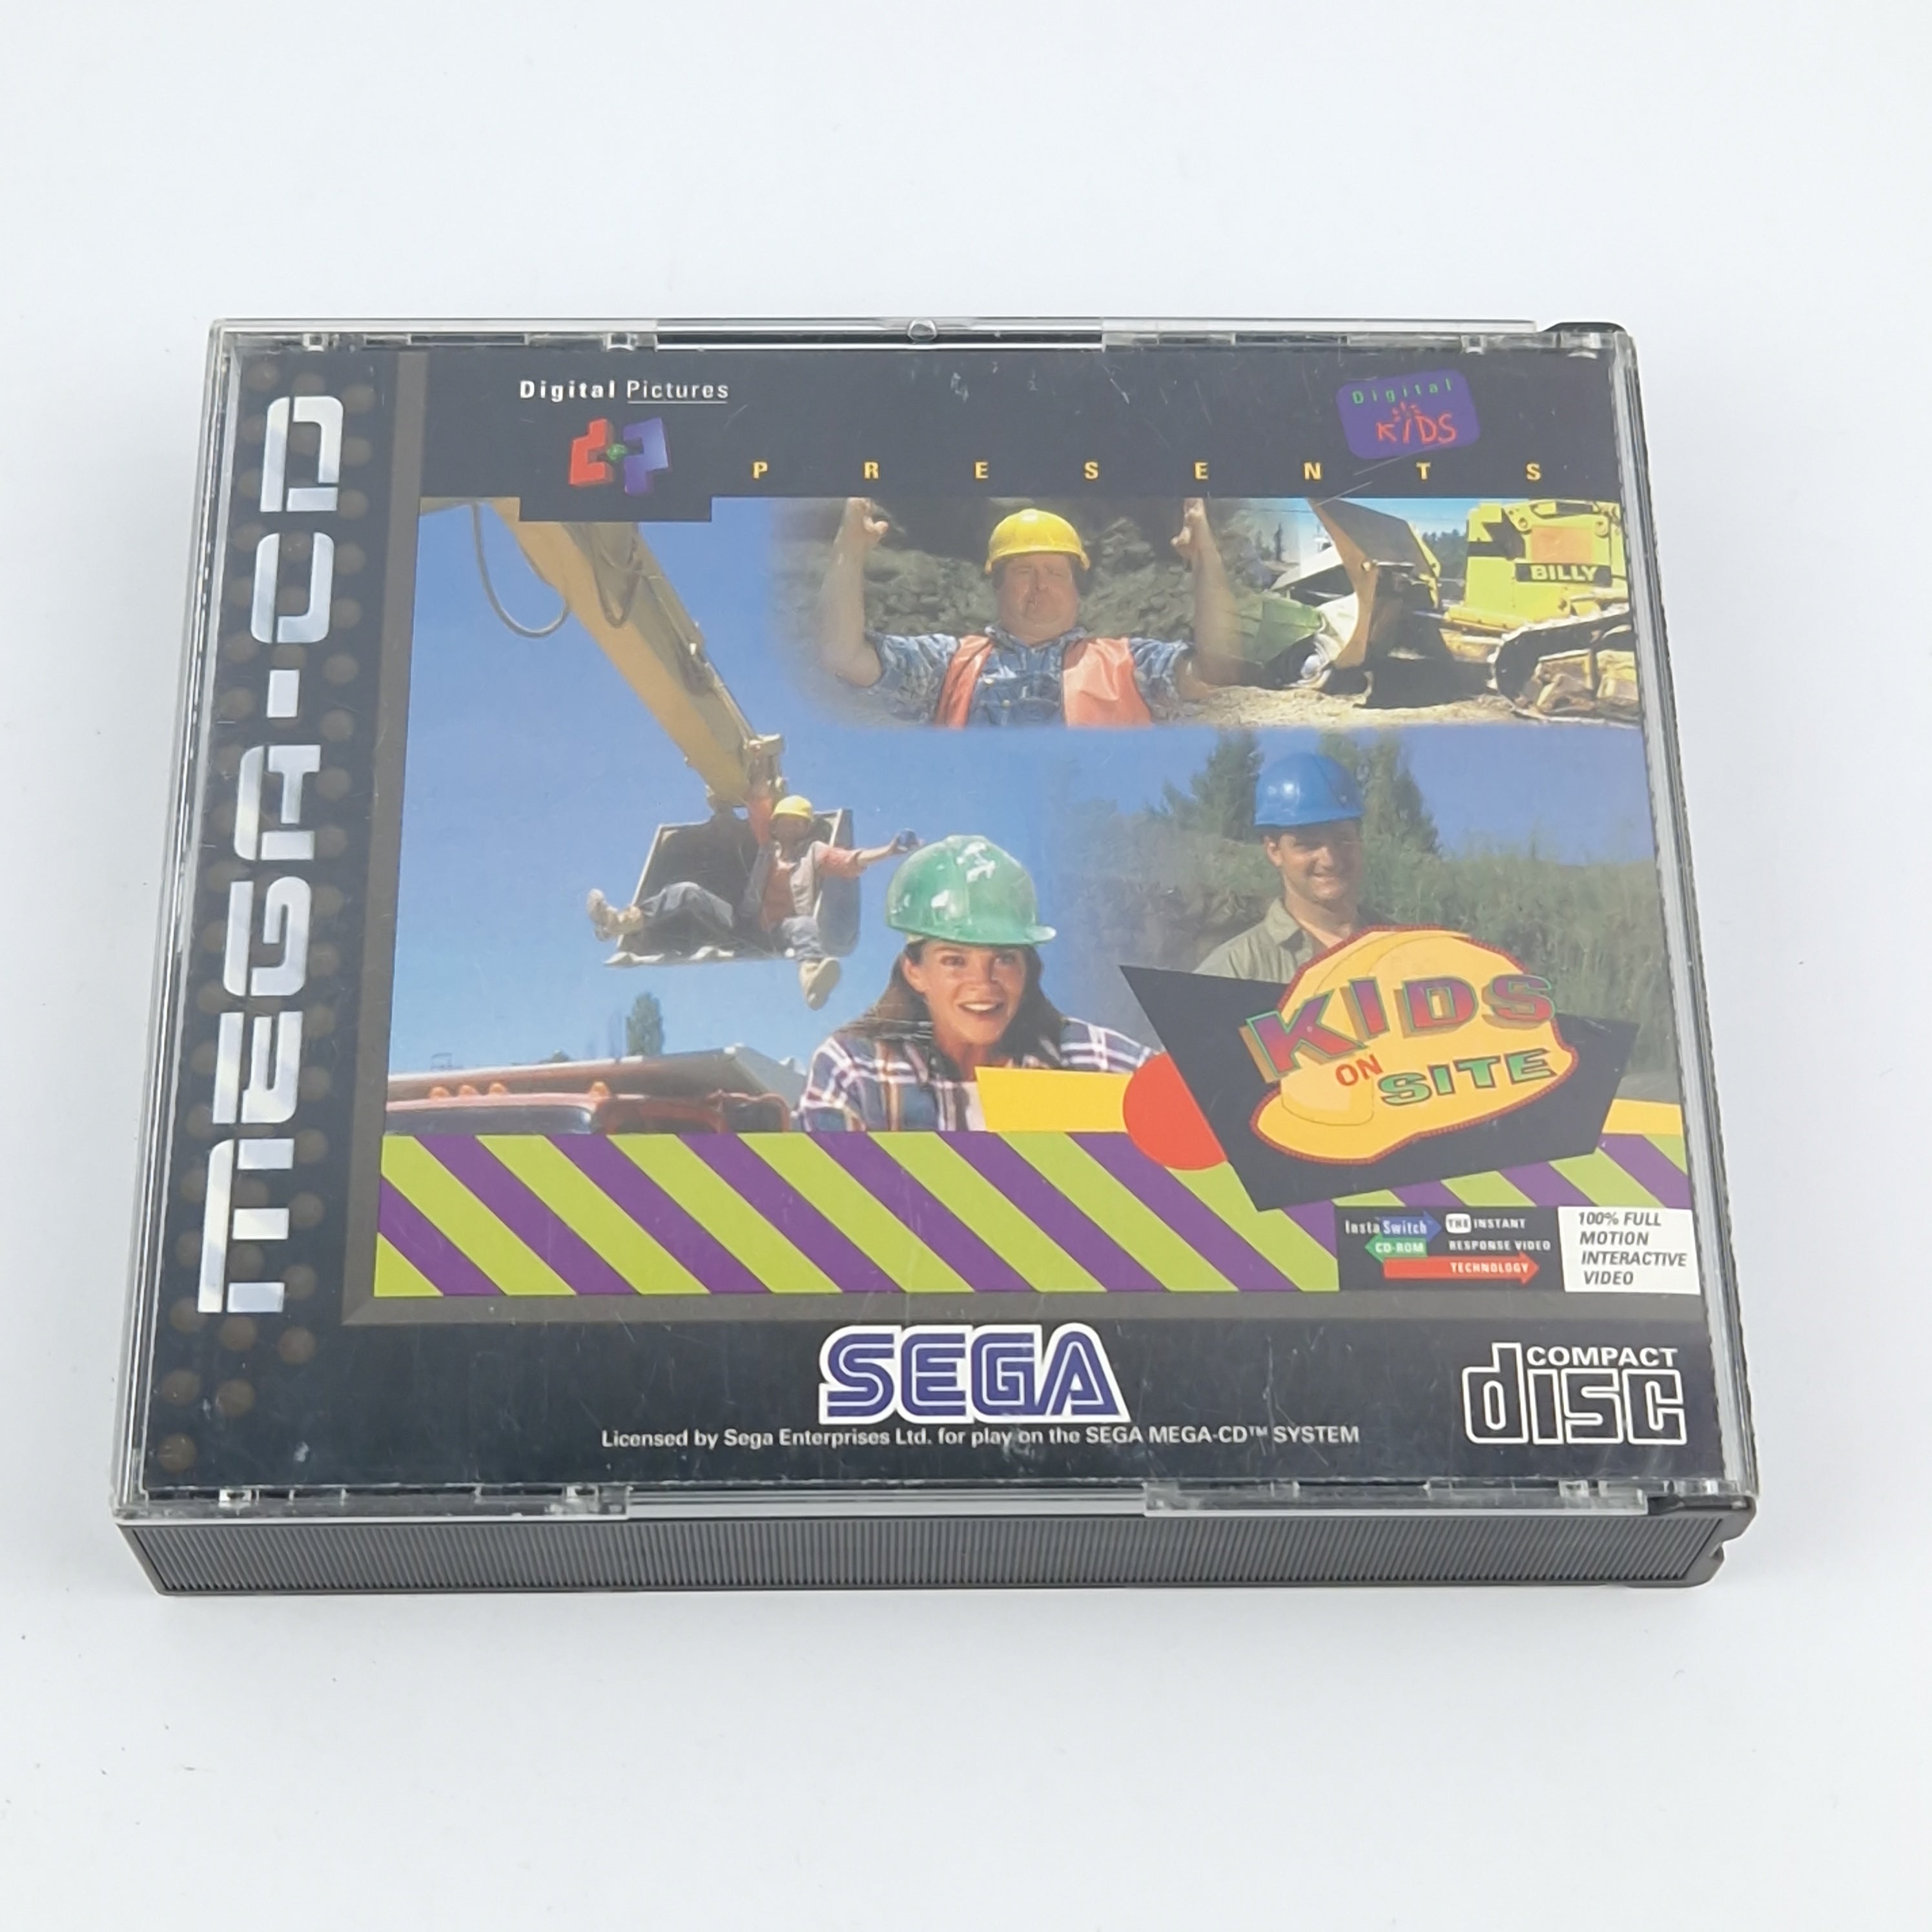 MEGA-CD
Digital Pictures
Digital
KIDS
PRESENTS
BILLY
KIDS
ON SITE
InstaSwitch THE INSTANT
CD-ROM RESPONSE VIDEO
TECHNOLOGY
100% FULL
MOTION
INTERACTIVE
VIDEO
SEGA
Licensed by Sega Enterprises Ltd. for play on the SEGA MEGA-CD™ SYSTEM
COMPACT
disc